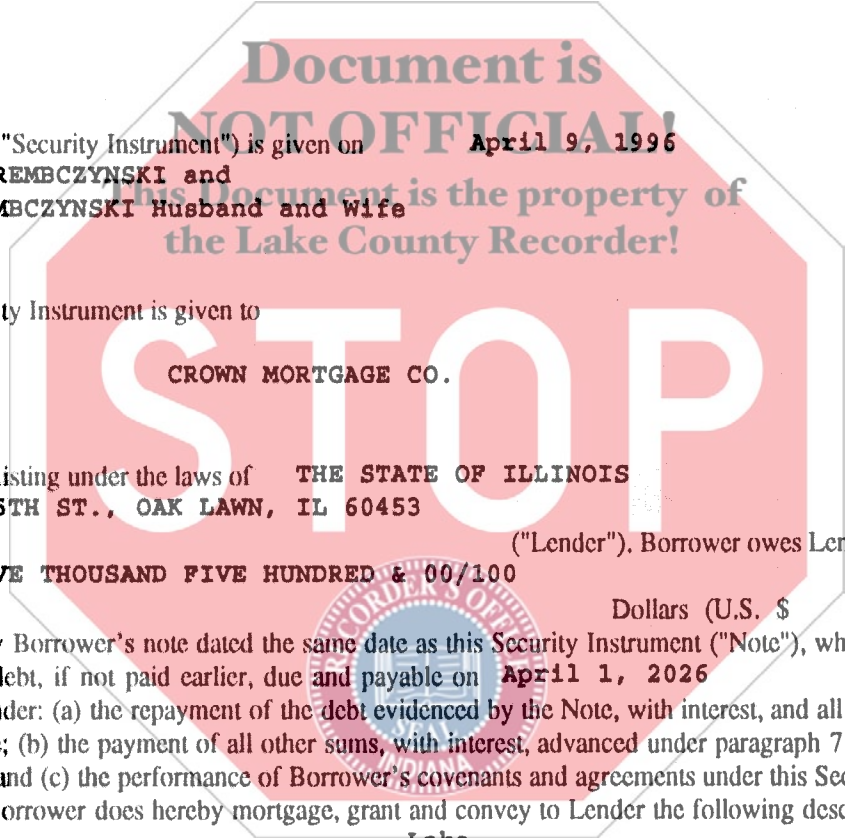 Document is
NOT OFFICIAL!
"Security Instrument") is given on April 9, 1996
REMBCZYNSKI and
This Document is the property of
MBCZYNSKI Husband and Wife
the Lake County Recorder!
ty Instrument is given to
STOP
CROWN MORTGAGE CO.
isting under the laws of THE STATE OF ILLINOIS
5TH ST., OAK LAWN, IL 60453
("Lender"). Borrower owes Len
VE THOUSAND FIVE HUNDRED & 00/100
Dollars (U.S. $
y Borrower's note dated the same date as this Security Instrument ("Note"), wh
debt, if not paid earlier, due and payable on April 1, 2026
der: (a) the repayment of the debt evidenced by the Note, with interest, and all
; (b) the payment of all other sums, with interest, advanced under paragraph 7
and (c) the performance of Borrower's covenants and agreements under this Sec
orrower does hereby mortgage, grant and convey to Lender the following desc
Lake
RECORDER'S OFFICE
SEAL
INDIANA